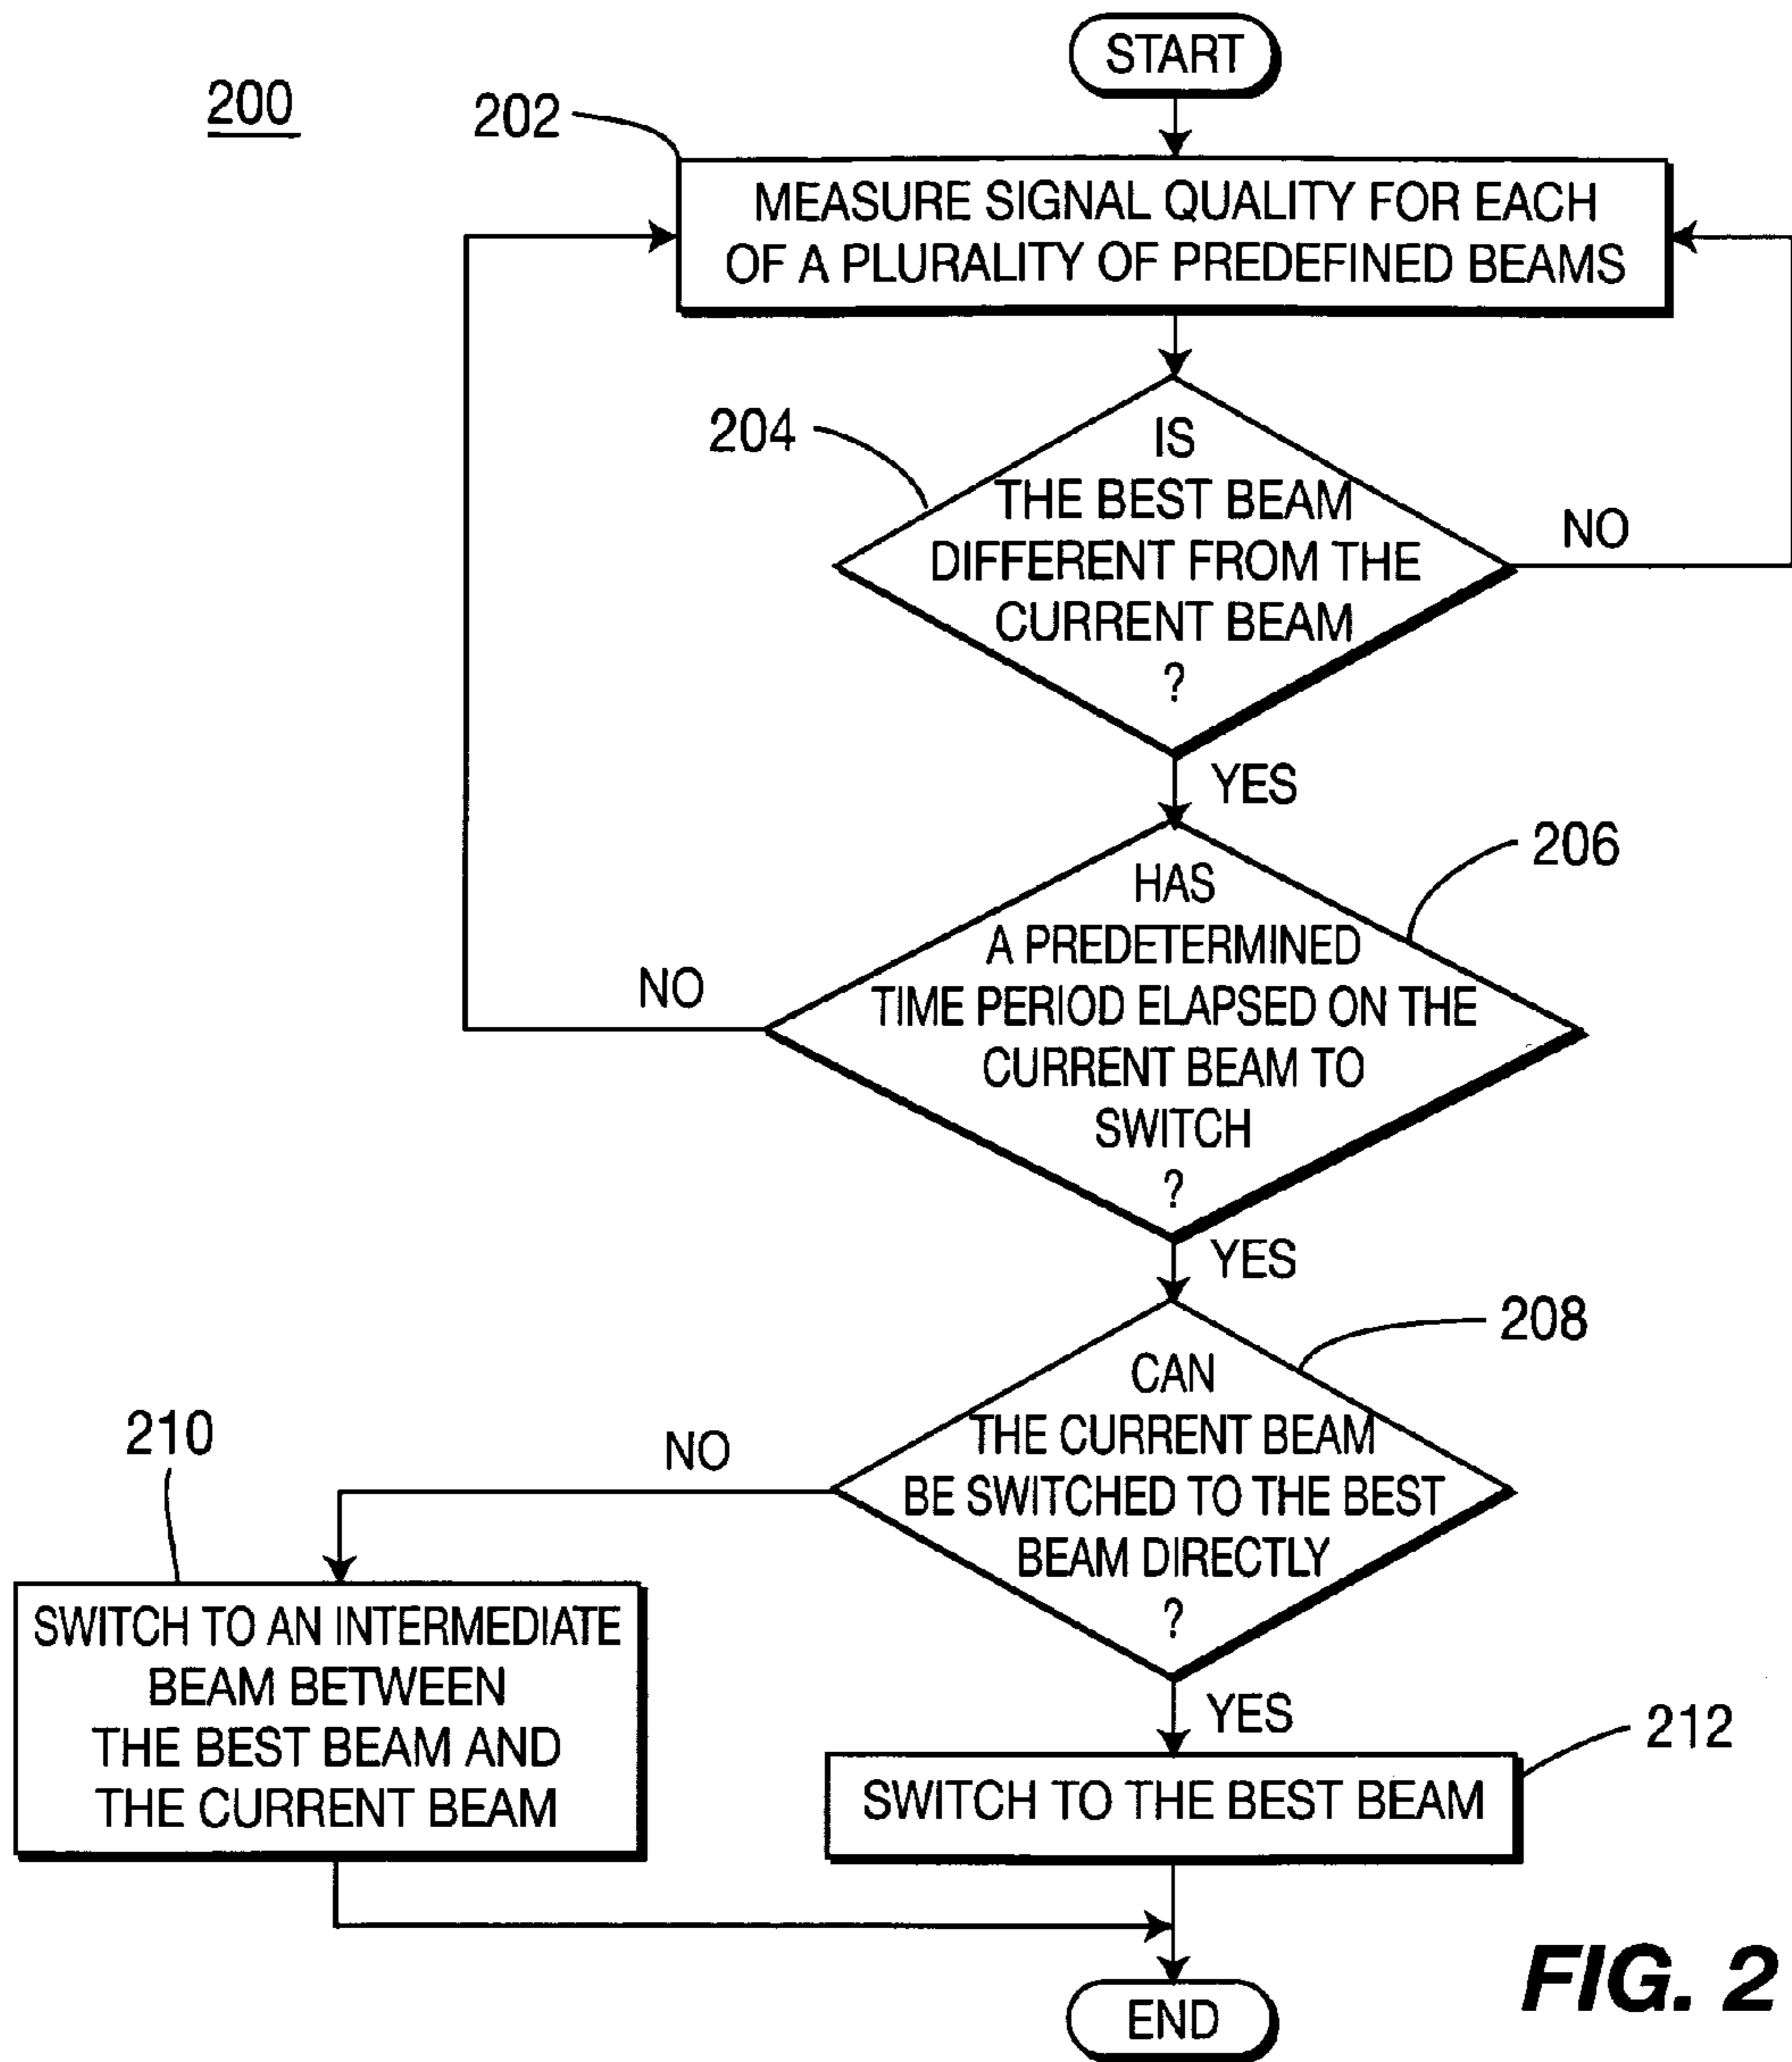 START
200
202
MEASURE SIGNAL QUALITY FOR EACH
OF A PLURALITY OF PREDEFINED BEAMS
204
IS
THE BEST BEAM
DIFFERENT FROM THE
CURRENT BEAM
?
NO
YES
206
HAS
A PREDETERMINED
TIME PERIOD ELAPSED ON THE
CURRENT BEAM TO
SWITCH
?
NO
YES
208
CAN
THE CURRENT BEAM
BE SWITCHED TO THE BEST
BEAM DIRECTLY
?
NO
210
SWITCH TO AN INTERMEDIATE
BEAM BETWEEN
THE BEST BEAM AND
THE CURRENT BEAM
YES
212
SWITCH TO THE BEST BEAM
END
FIG. 2